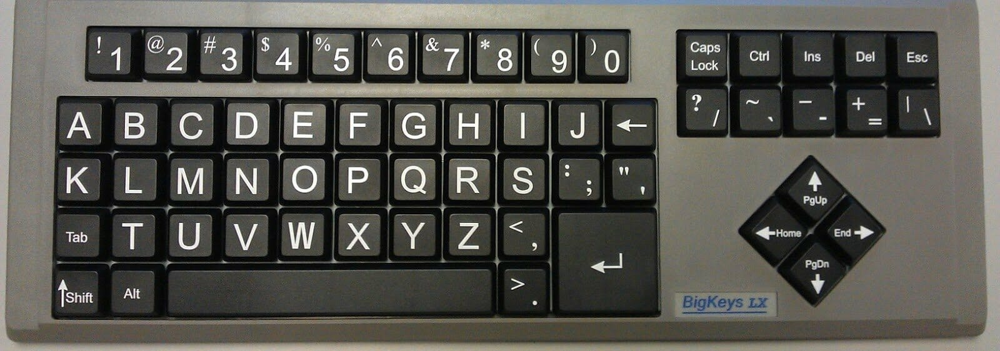 ! 1 @ 2 # 3 $ 4 % 5 ^ 6 & 7 * 8 ( 9 ) 0
A B C D E F G H I J ←
K L M N O P Q R S : ; " '
Tab T U V W X Y Z < ,
↑ Shift Alt > . ↵
Caps Lock Ctrl Ins Del Esc
? / ~ ` _ - + = | \
↑
PgUp
← Home End →
PgDn
↓
BigKeys LX